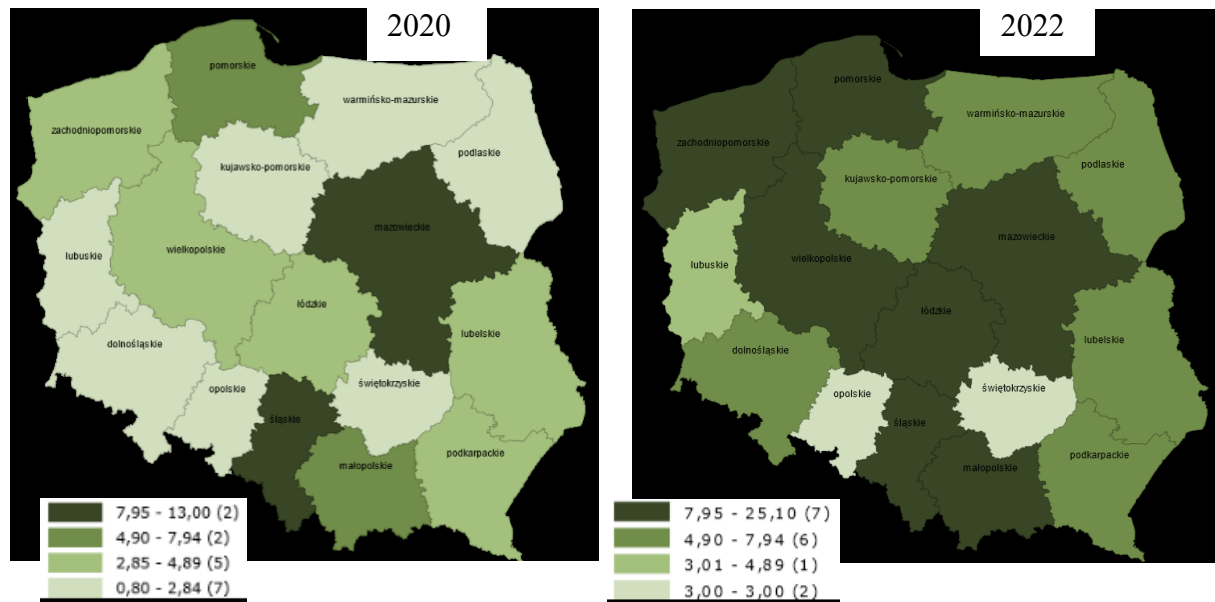 2020
pomorskie
warmińsko-mazurskie
zachodniopomorskie
podlaskie
kujawsko-pomorskie
mazowieckie
wielkopolskie
lubuskie
łódzkie
lubelskie
dolnośląskie
świętokrzyskie
opolskie
śląskie
podkarpackie
małopolskie
7,95 - 13,00 (2)
4,90 - 7,94 (2)
2,85 - 4,89 (5)
0,80 - 2,84 (7)
2022
pomorskie
warmińsko-mazurskie
zachodniopomorskie
podlaskie
kujawsko-pomorskie
mazowieckie
wielkopolskie
lubuskie
łódzkie
lubelskie
dolnośląskie
świętokrzyskie
opolskie
śląskie
podkarpackie
małopolskie
7,95 - 25,10 (7)
4,90 - 7,94 (6)
3,01 - 4,89 (1)
3,00 - 3,00 (2)